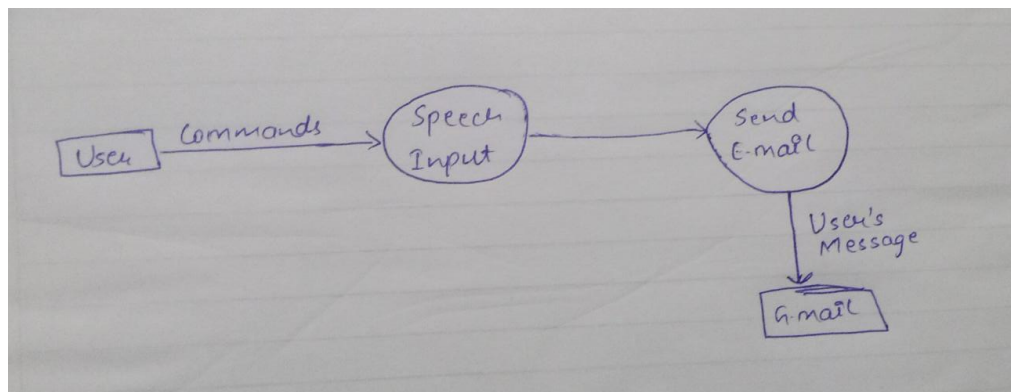 User
Commands
Speech
Input
Send
E-mail
User's
Message
G-mail